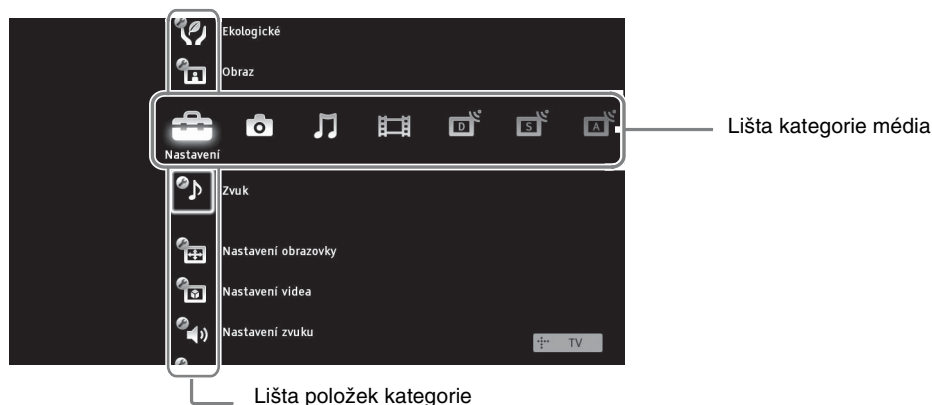 Ekologické
Obraz
Lišta kategorie média
D
S
A
Nastavení
Zvuk
Nastavení obrazovky
Nastavení videa
Nastavení zvuku
TV
Lišta položek kategorie